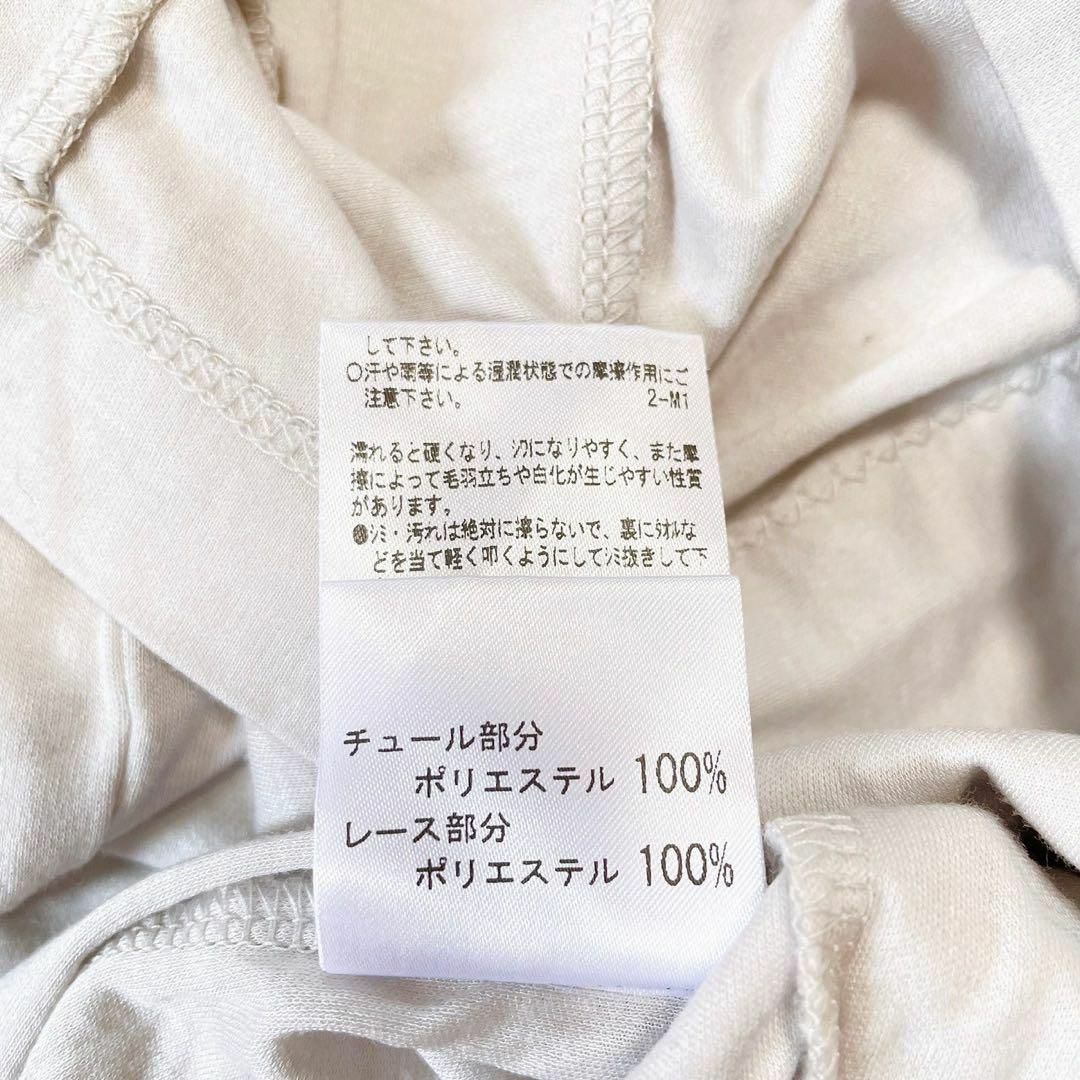 して下さい。
○汗や雨等による湿潤状態での摩擦作用にご
注意下さい。 2-M1
濡れると硬くなり、ｼﾜになりやすく、また摩
擦によって毛羽立ちや白化が生じやすい性質
があります。
●ｼﾐ・汚れは絶対に擦らないで、裏にﾀｵﾙな
どを当て軽く叩くようにしてｼﾐ抜きして下
チュール部分
ポリエステル 100%
レース部分
ポリエステル 100%